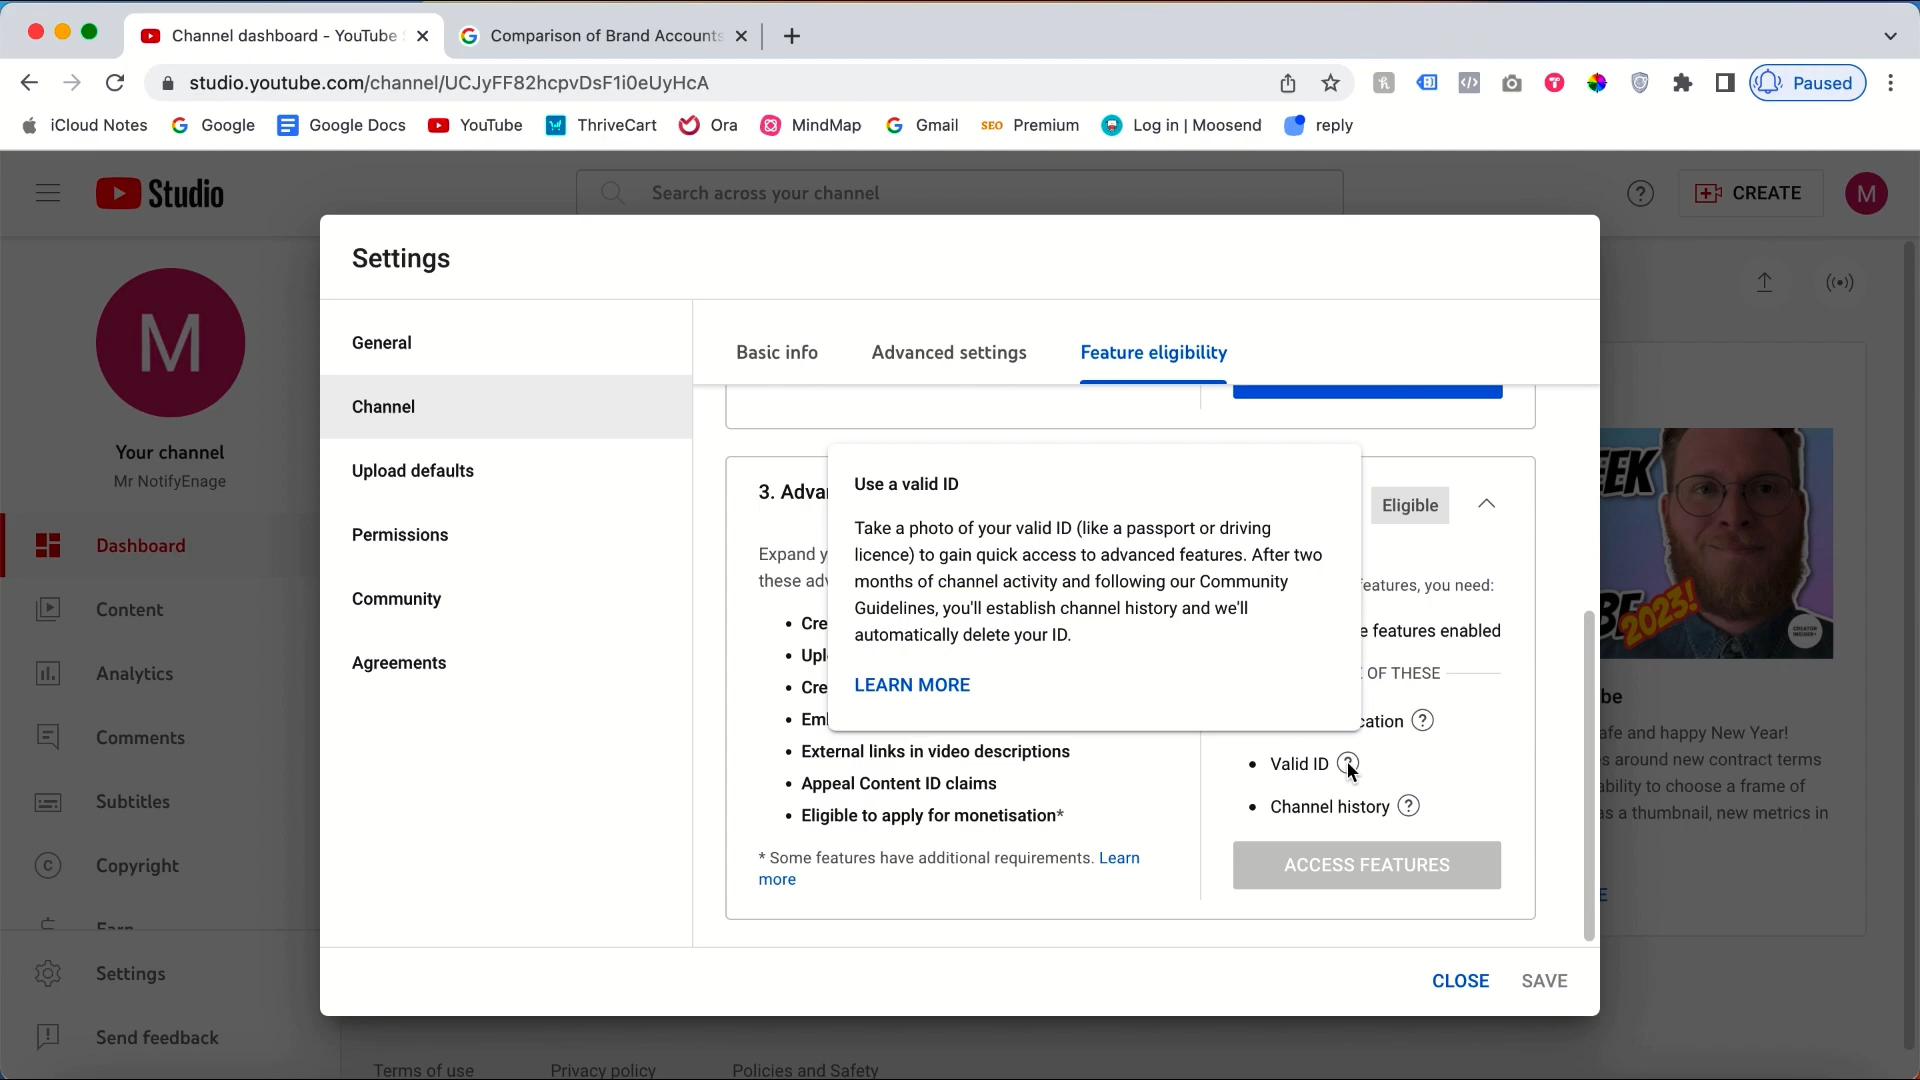 Channel dashboard - YouTube
Comparison of Brand Accounts
studio.youtube.com/channel/UCJyFF82hcpvDsF1i0eUyHcA
Paused
iCloud Notes
Google
Google Docs
YouTube
ThriveCart
Ora
MindMap
Gmail
SEO Premium
Log in | Moosend
reply
Studio
Search across your channel
CREATE
M
Settings
M
Your channel
Mr NotifyEnage
Dashboard
Content
Analytics
Comments
Subtitles
Copyright
Earn
Settings
Send feedback
General
Channel
Upload defaults
Permissions
Community
Agreements
Basic info
Advanced settings
Feature eligibility
3. Adva
Eligible
Expand y
these adv
• Cre
• Upl
• Cre
• Em
• External links in video descriptions
• Appeal Content ID claims
• Eligible to apply for monetisation*
* Some features have additional requirements. Learn
more
Use a valid ID
Take a photo of your valid ID (like a passport or driving
licence) to gain quick access to advanced features. After two
months of channel activity and following our Community
Guidelines, you'll establish channel history and we'll
automatically delete your ID.
LEARN MORE
eatures, you need:
e features enabled
OF THESE
cation
• Valid ID
• Channel history
ACCESS FEATURES
CLOSE
SAVE
EEK
BE 2023!
CREATOR
INSIDER
be
afe and happy New Year!
s around new contract terms
ability to choose a frame of
as a thumbnail, new metrics in
E
Terms of use
Privacy policy
Policies and Safety